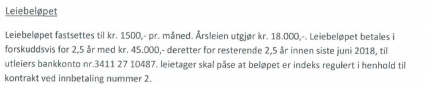 Leiebeløpet
Leiebeløpet fastsettes til kr. 1500,- pr. måned. Årsleien utgjør kr. 18.000,-. Leiebeløpet betales i
forskuddsvis for 2,5 år med kr. 45.000,- deretter for resterende 2,5 innen siste juni 2018, til
utleiers bankkonto nr.3411 27 10487. leietager skal påse at beløpet er indeks regulert i henhold til
kontrakt ved innbetaling nummer 2.